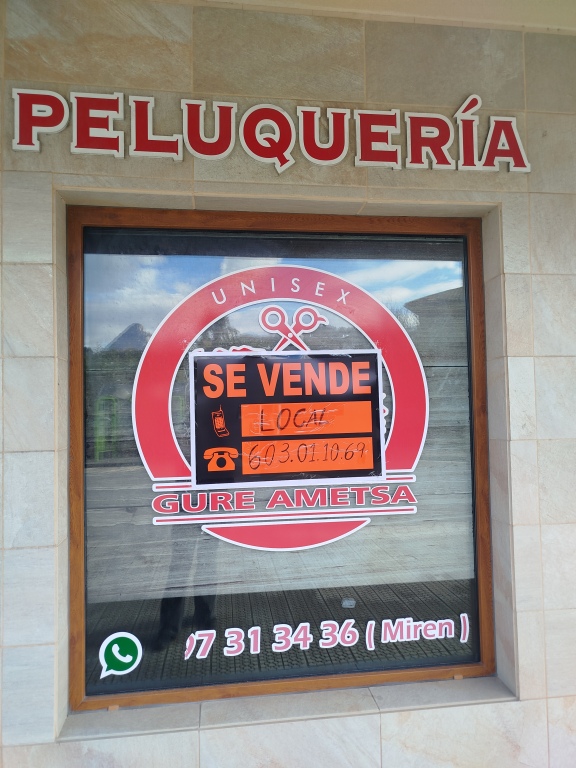 PELUQUERÍA
UNISEX
SE VENDE
LOCAL
603.01.10.69
GURE AMETSA
97 31 34 36 ( Miren )